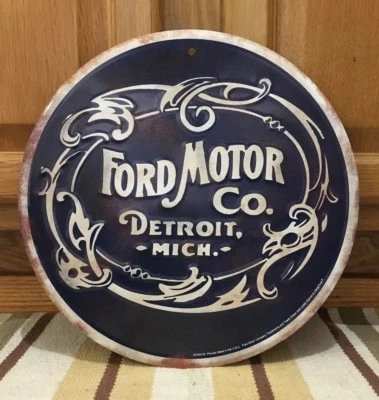 FORD MOTOR
CO.
DETROIT,
-MICH.-